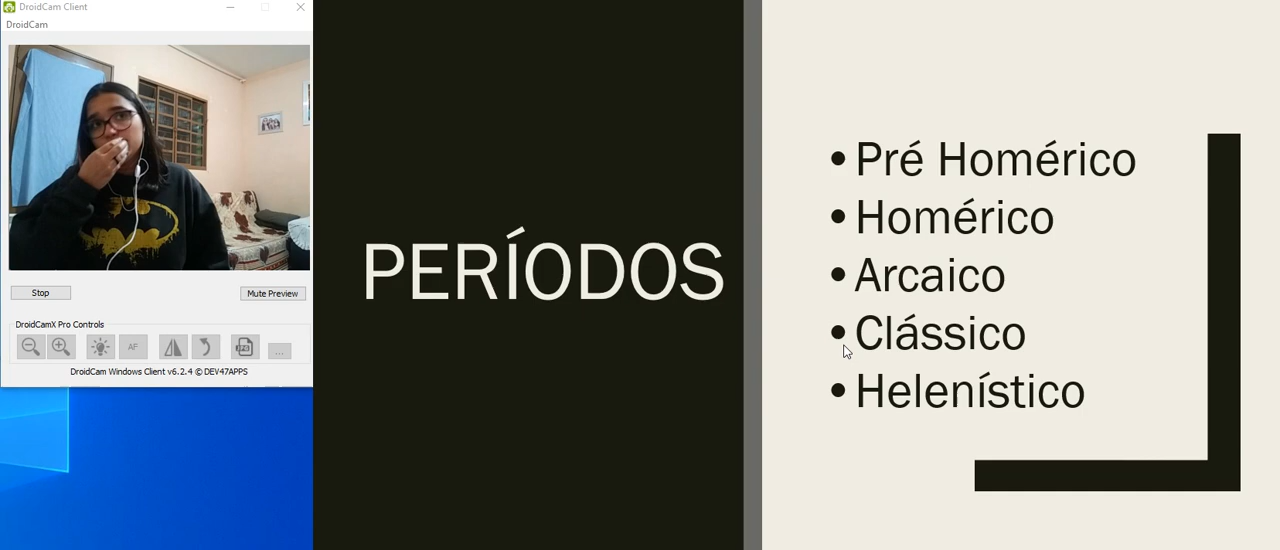 DroidCam Client
DroidCam
Stop
Mute Preview
DroidCamX Pro Controls
AF
...
DroidCam Windows Client v6.2.4 © DEV47APPS
PERÍODOS
• Pré Homérico
• Homérico
• Arcaico
• Clássico
• Helenístico